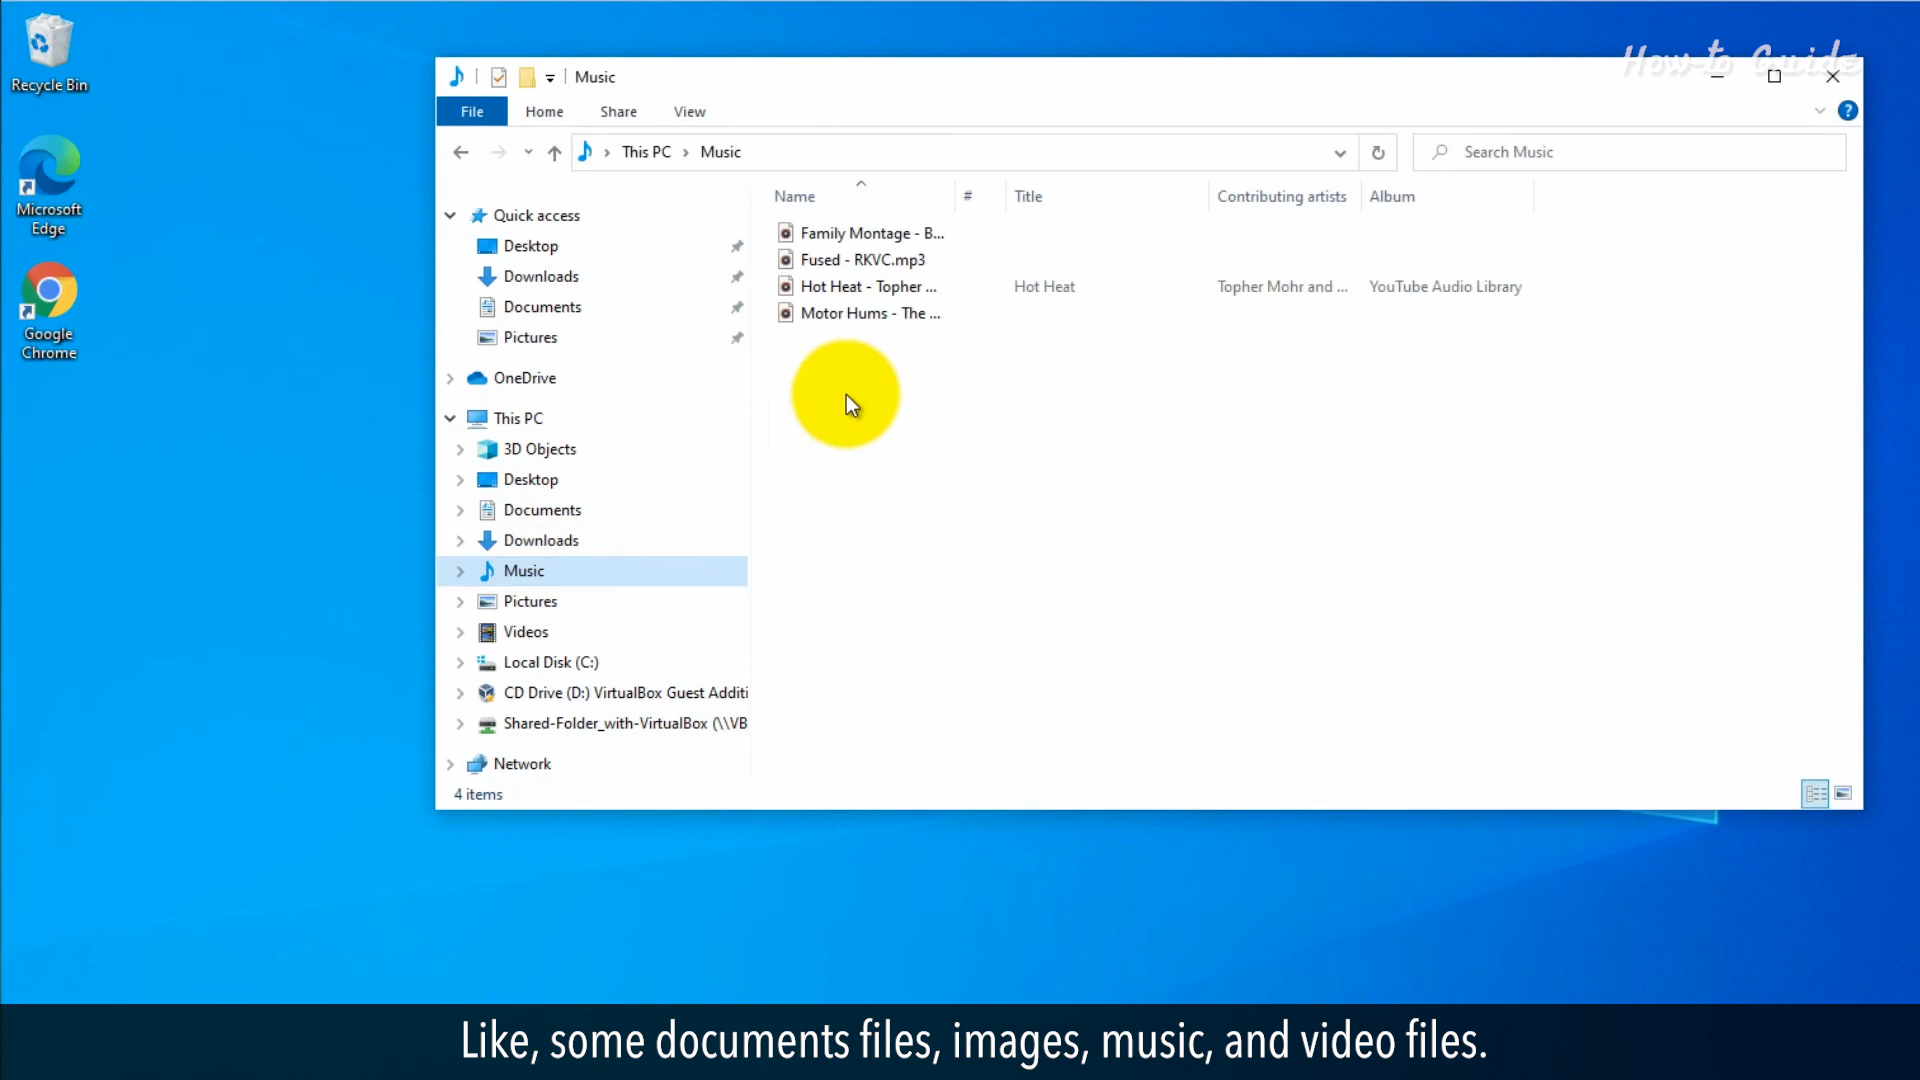 Recycle Bin
Microsoft
Edge
Google
Chrome
How-to Guide
Music
File Home Share View
This PC > Music
Search Music
Quick access
Desktop
Downloads
Documents
Pictures
OneDrive
This PC
3D Objects
Desktop
Documents
Downloads
Music
Pictures
Videos
Local Disk (C:)
CD Drive (D:) VirtualBox Guest Additi
Shared-Folder_with-VirtualBox (\\VB
Network
Name # Title Contributing artists Album
Family Montage - B...
Fused - RKVC.mp3
Hot Heat - Topher ... Hot Heat Topher Mohr and ... YouTube Audio Library
Motor Hums - The ...
4 items
Like, some documents files, images, music, and video files.